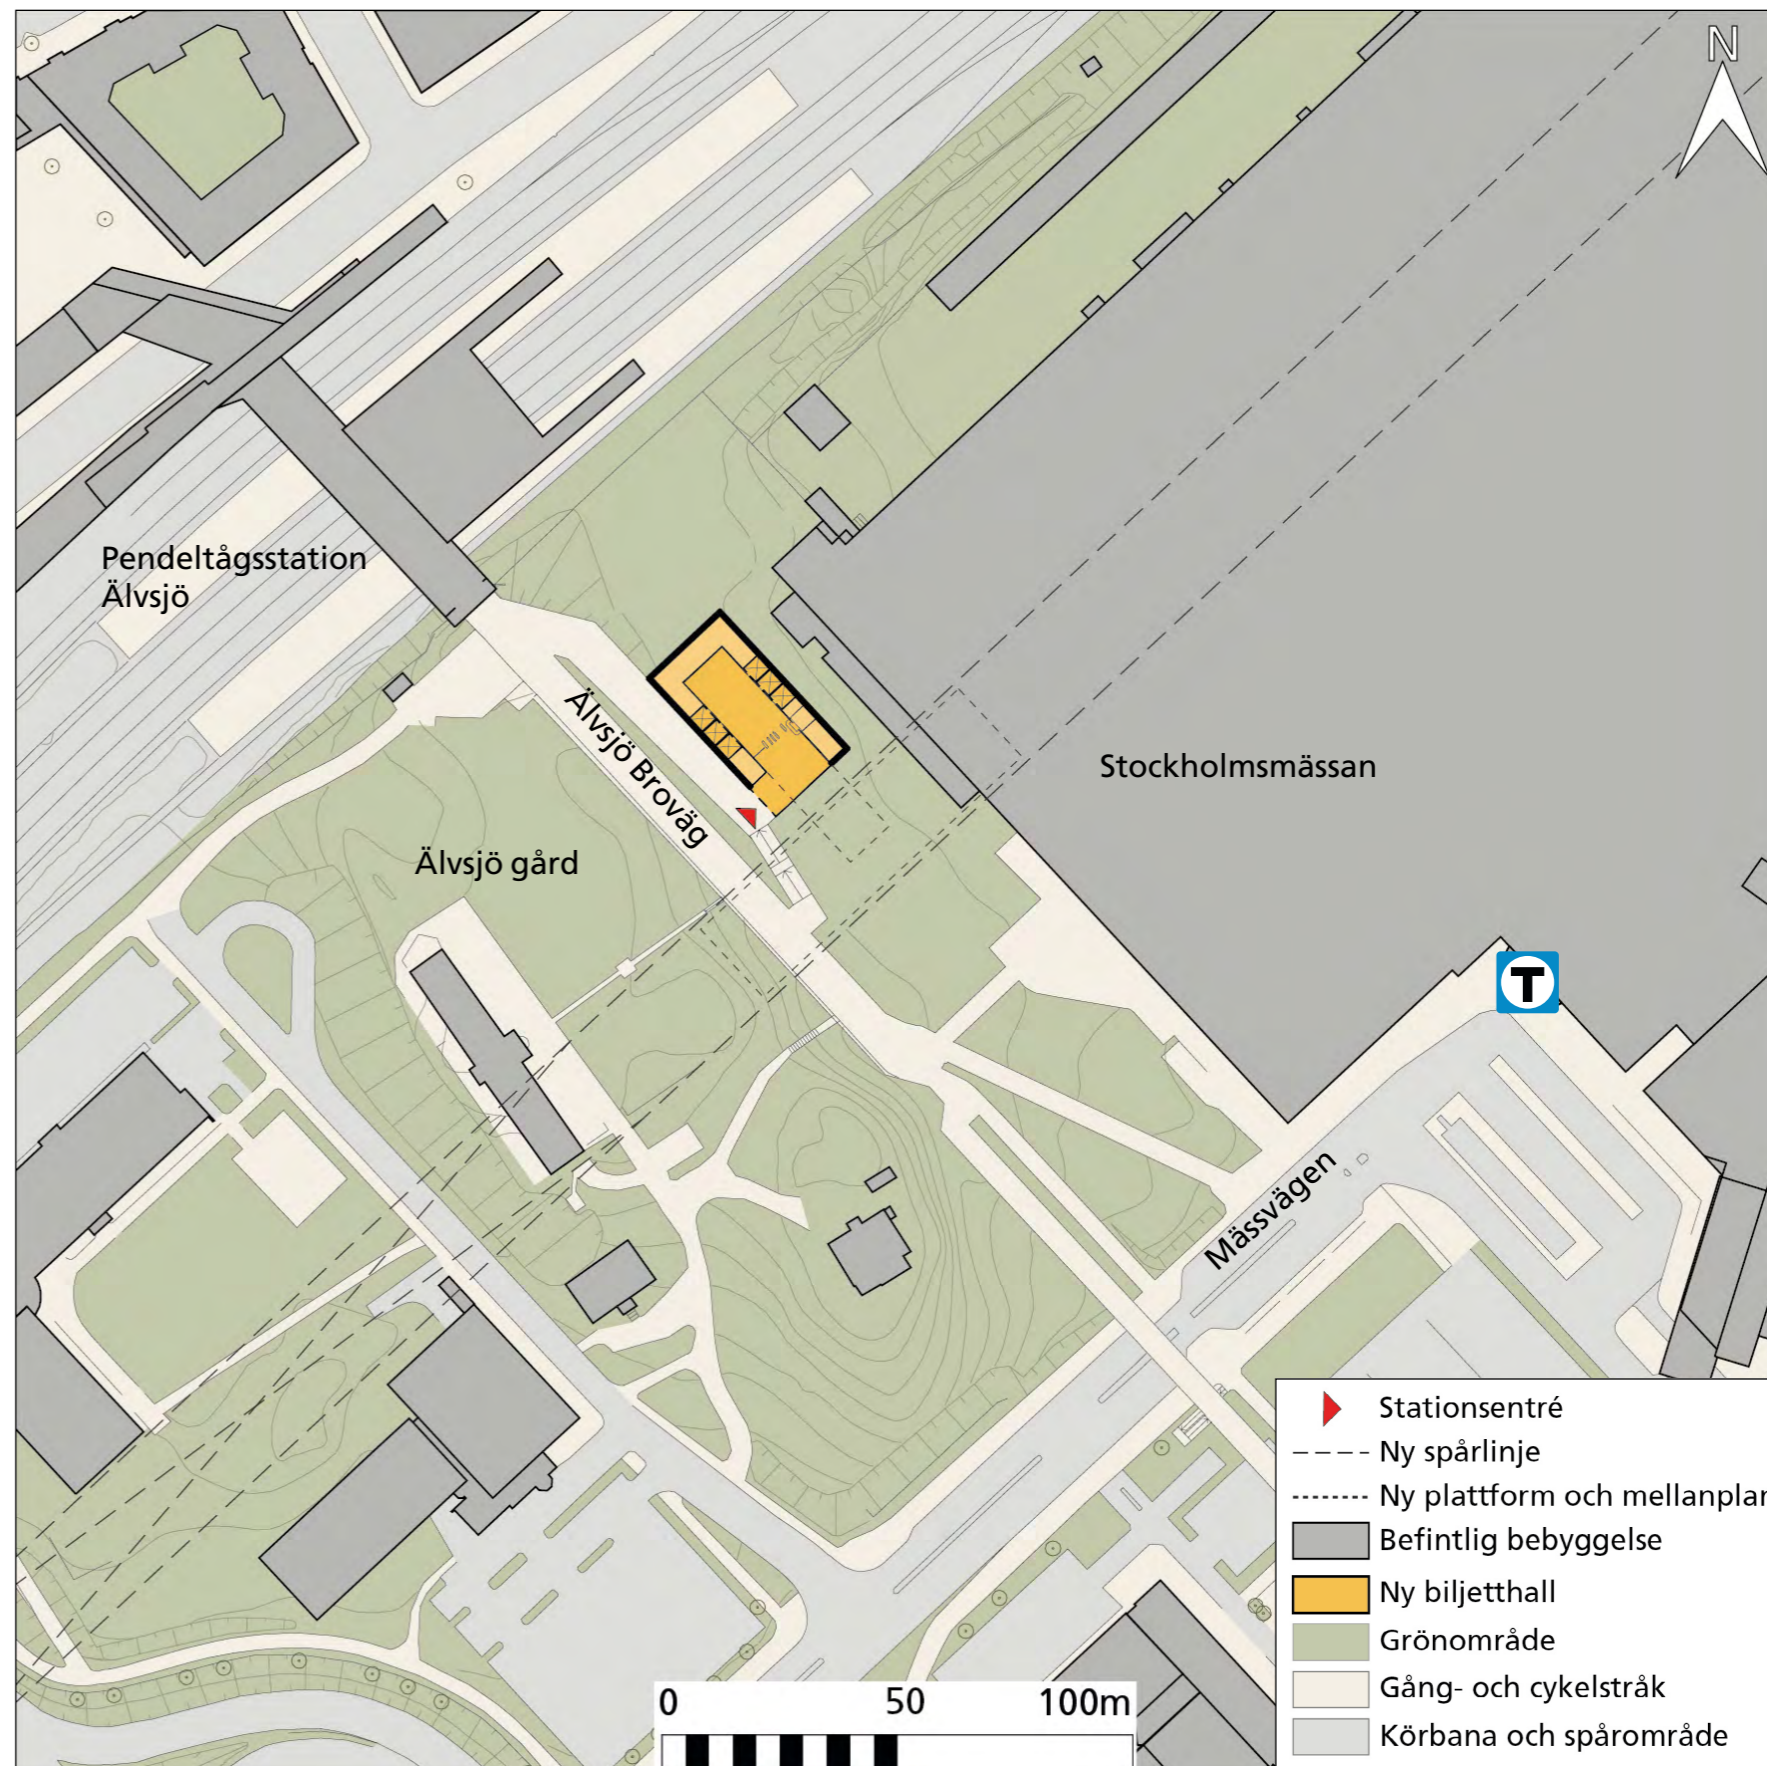 N
Pendeltågsstation
Älvsjö
Älvsjö Broväg
Stockholmsmässan
Älvsjö gård
T
Mässvägen
Stationsentré
Ny spårlinje
Ny plattform och mellanplan
Befintlig bebyggelse
Ny biljetthall
Grönområde
Gång- och cykelstråk
Körbana och spårområde
0 50 100m